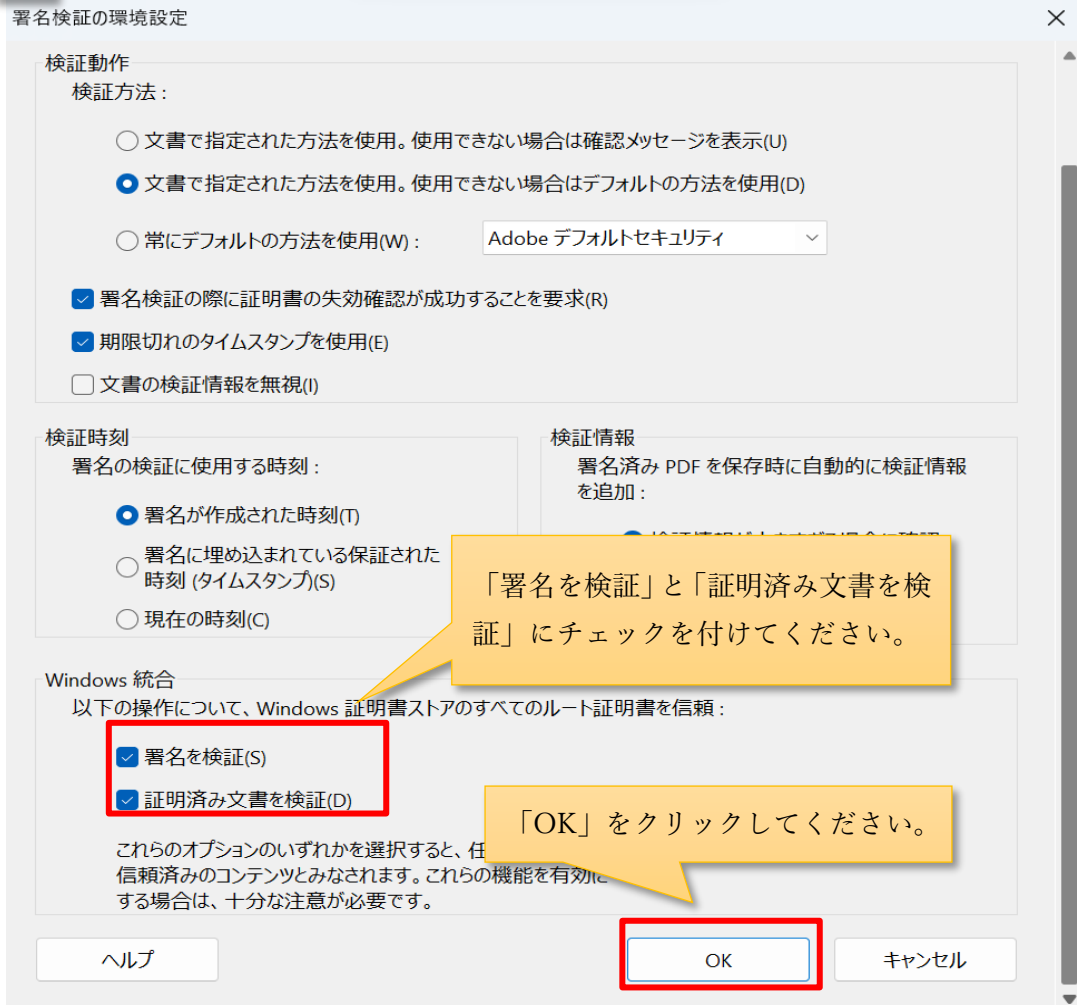 署名検証の環境設定
検証動作
検証方法 :
文書で指定された方法を使用。使用できない場合は確認メッセージを表示(U)
文書で指定された方法を使用。使用できない場合はデフォルトの方法を使用(D)
常にデフォルトの方法を使用(W) :
Adobe デフォルトセキュリティ
署名検証の際に証明書の失効確認が成功することを要求(R)
期限切れのタイムスタンプを使用(E)
文書の検証情報を無視(I)
検証時刻
署名の検証に使用する時刻 :
署名が作成された時刻(T)
署名に埋め込まれている保証された
時刻 (タイムスタンプ)(S)
現在の時刻(C)
検証情報
署名済み PDF を保存時に自動的に検証情報
を追加 :
「署名を検証」と「証明済み文書を検
証」にチェックを付けてください。
Windows 統合
以下の操作について、Windows 証明書ストアのすべてのルート証明書を信頼 :
署名を検証(S)
証明済み文書を検証(D)
「OK」をクリックしてください。
これらのオプションのいずれかを選択すると、任
信頼済みのコンテンツとみなされます。これらの機能を有効に
する場合は、十分な注意が必要です。
ヘルプ
OK
キャンセル